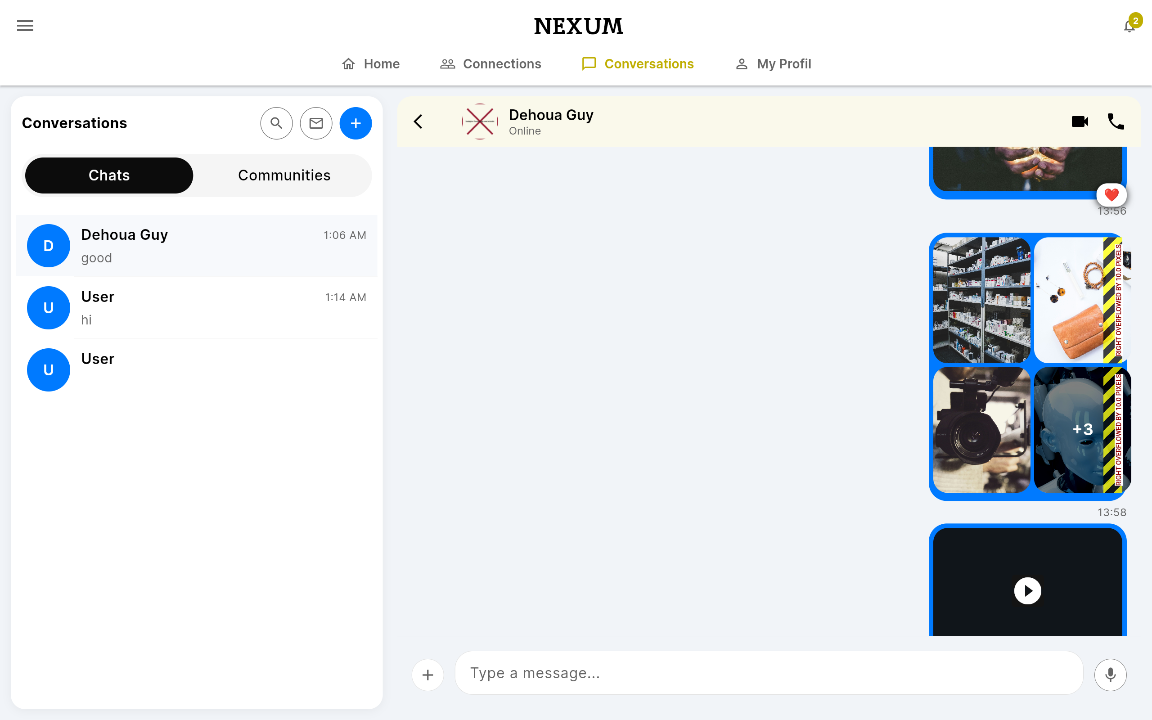 NEXUM
2
Home
Connections
Conversations
My Profil
Conversations
Chats
Communities
D
Dehoua Guy
1:06 AM
good
U
User
1:14 AM
hi
U
User
Dehoua Guy
Online
13:56
RIGHT OVERFLOWED BY 10.0 PIXELS
RIGHT OVERFLOWED BY 10.0 PIXELS
+3
13:58
Type a message...